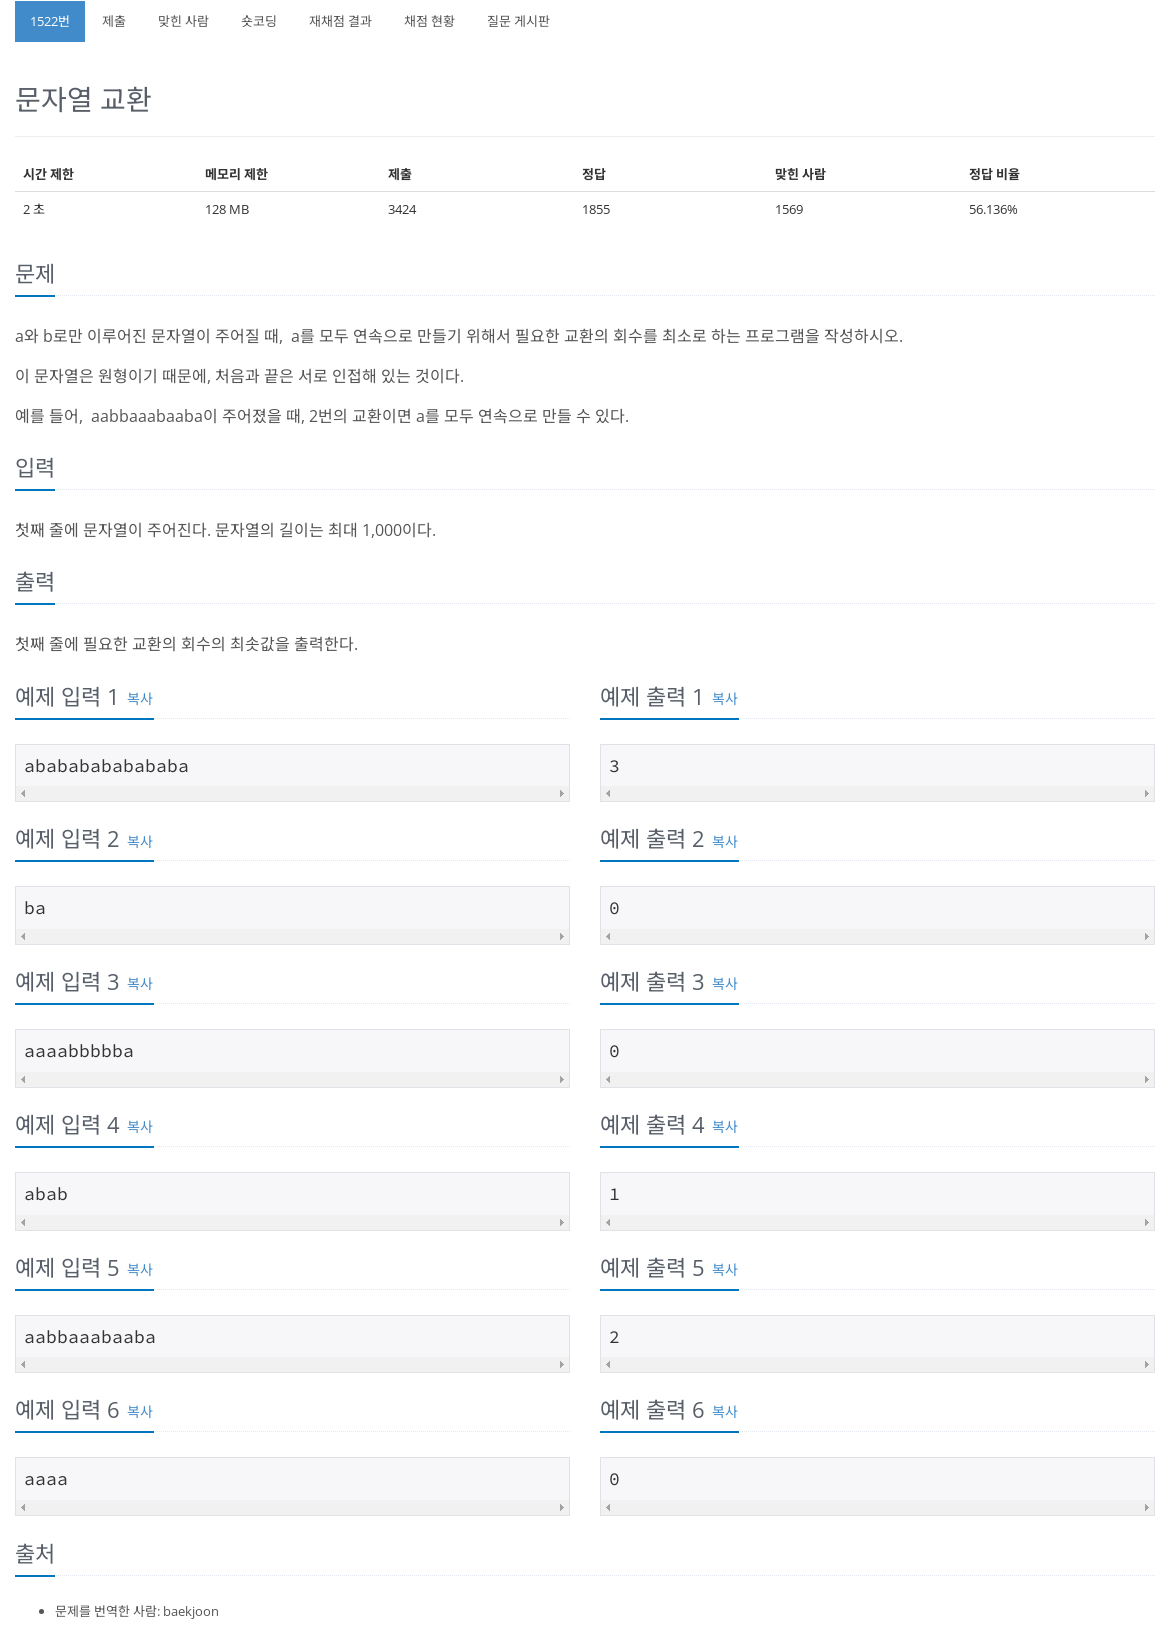 1522번 제출 맞힌 사람 숏코딩 재채점 결과 채점 현황 질문 게시판
문자열 교환
시간 제한 메모리 제한 제출 정답 맞힌 사람 정답 비율
2 초 128 MB 3424 1855 1569 56.136%
문제
a와 b로만 이루어진 문자열이 주어질 때, a를 모두 연속으로 만들기 위해서 필요한 교환의 회수를 최소로 하는 프로그램을 작성하시오.
이 문자열은 원형이기 때문에, 처음과 끝은 서로 인접해 있는 것이다.
예를 들어, aabbaaabaaba이 주어졌을 때, 2번의 교환이면 a를 모두 연속으로 만들 수 있다.
입력
첫째 줄에 문자열이 주어진다. 문자열의 길이는 최대 1,000이다.
출력
첫째 줄에 필요한 교환의 회수의 최솟값을 출력한다.
예제 입력 1 복사 예제 출력 1 복사
abababababababa 3
예제 입력 2 복사 예제 출력 2 복사
ba 0
예제 입력 3 복사 예제 출력 3 복사
aaaabbbbba 0
예제 입력 4 복사 예제 출력 4 복사
abab 1
예제 입력 5 복사 예제 출력 5 복사
aabbaaabaaba 2
예제 입력 6 복사 예제 출력 6 복사
aaaa 0
출처
문제를 번역한 사람: baekjoon